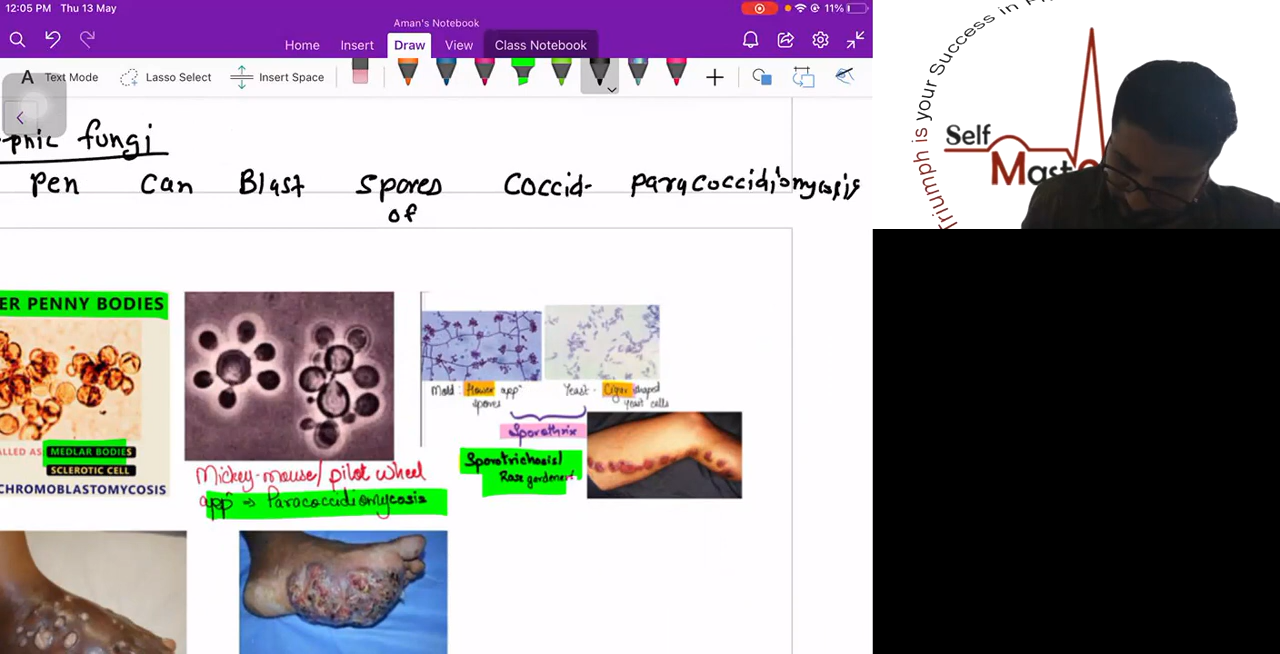 12:05 PM Thu 13 May
11%
Aman's Notebook
Home Insert Draw View Class Notebook
A Text Mode Lasso Select Insert Space
phic fungi
Pen Can Blast Spores Coccid- Paracoccidiomycosis
of
ER PENNY BODIES
LLED AS MEDLAR BODIES
SCLEROTIC CELL
CHROMOBLASTOMYCOSIS
Mickey-mouse/ pilot wheel
app⁼ ⇒ Paracoccidiomycosis
Mold: flower appⁿ
spores
Yeast - Cigar shaped
Yeast cells
Sporothrix
Sporotrichosis/
Rose gardener's
Triumph is your Success in
Self
Mast